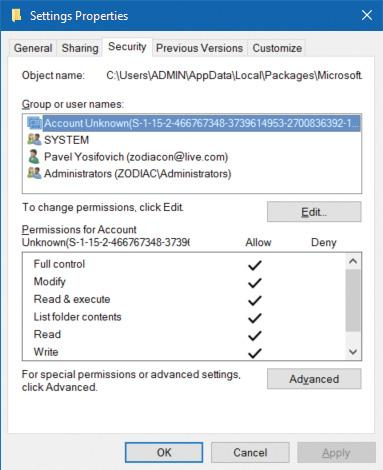 Settings Properties
General Sharing Security Previous Versions Customize
Object name: C:\Users\ADMIN\AppData\Local\Packages\Microsoft.
Group or user names:
Account Unknown(S-1-15-2-466767348-3739614953-2700836392-1...
SYSTEM
Pavel Yosifovich (zodiacon@live.com)
Administrators (ZODIAC\Administrators)
To change permissions, click Edit.
Edit...
Permissions for Account
Unknown(S-1-15-2-466767348-3739( Allow Deny
Full control
Modify
Read & execute
List folder contents
Read
Write
For special permissions or advanced settings,
click Advanced.
Advanced
OK Cancel Apply